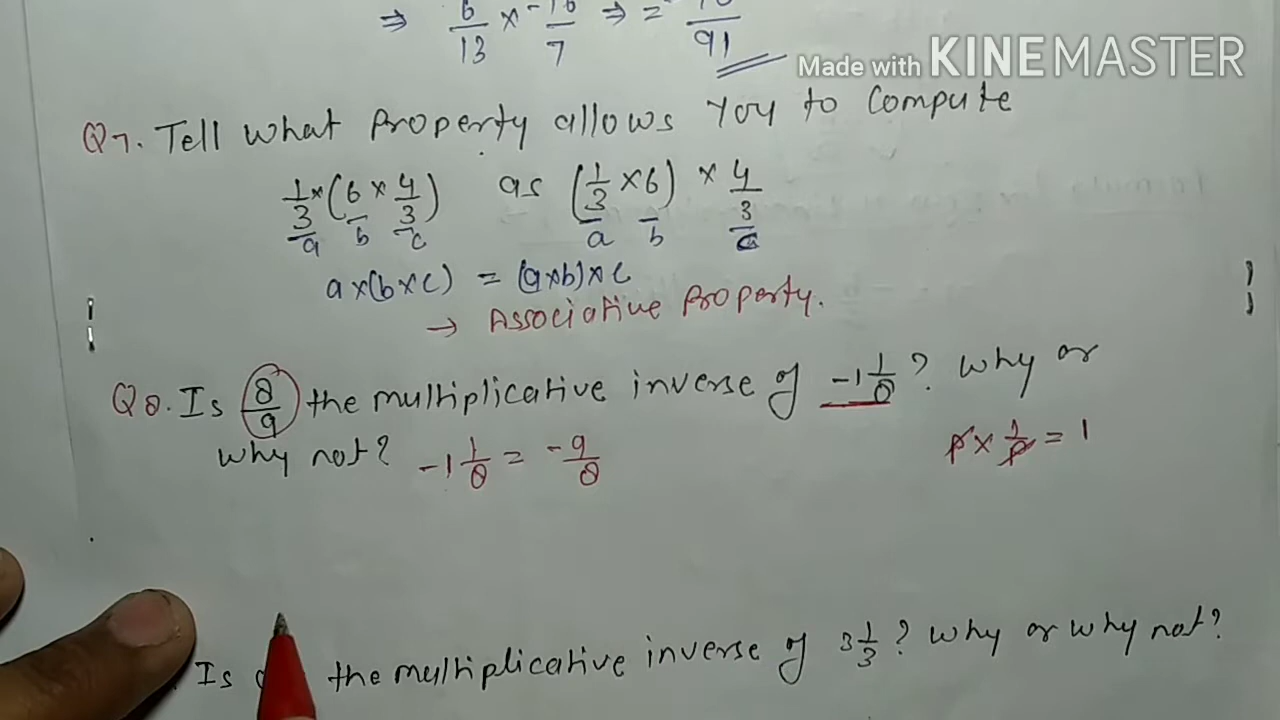 ⇒ 6/13 × -16/7 ⇒ = /91
Made with KINEMASTER
Q7. Tell what property allows you to compute
1/3 × (6 × 4/3) as (1/3 × 6) × 4/3
a b c a b c
a×(b×c) = (a×b)×c
→ Associative Property.
Q8. Is 8/9 the multiplicative inverse of -1 1/8? Why or
why not? -1 1/8 = -9/8 p × 1/p = 1
Is the multiplicative inverse of 3 1/3? Why or why not?